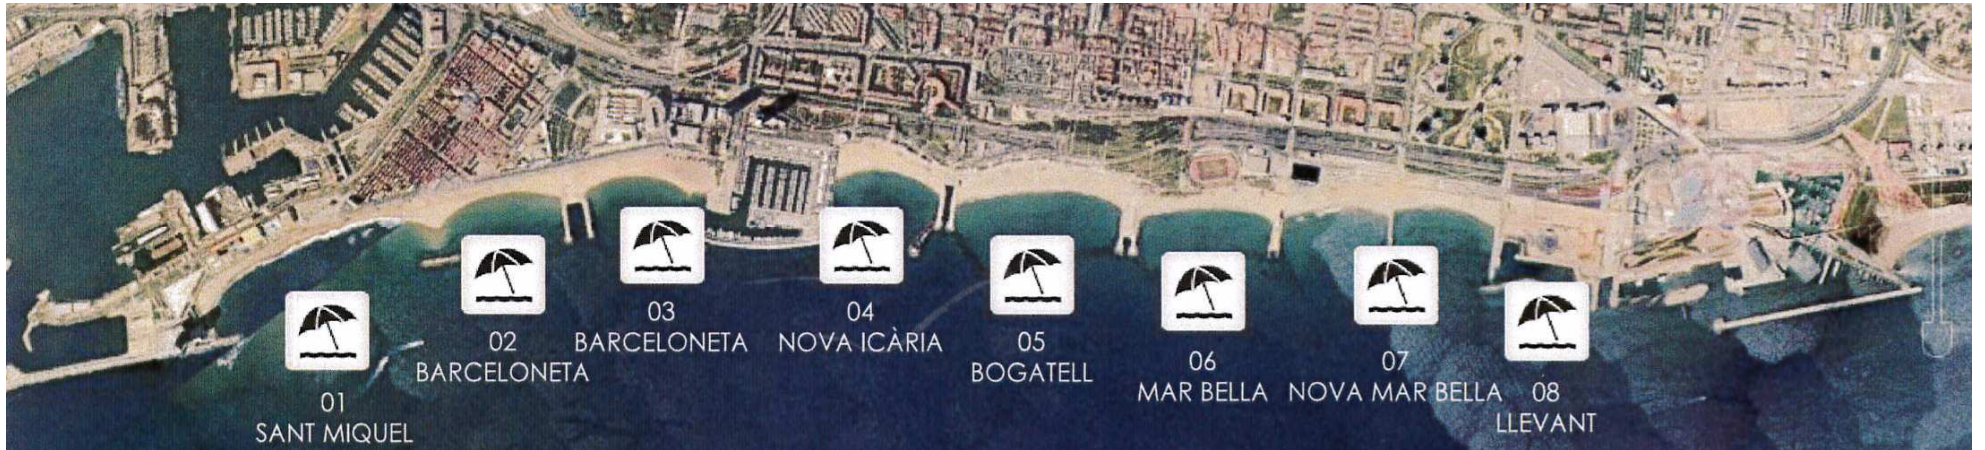 01
SANT MIQUEL
02
BARCELONETA
03
BARCELONETA
04
NOVA ICÀRIA
05
BOGATELL
06
MAR BELLA
07
NOVA MAR BELLA
08
LLEVANT